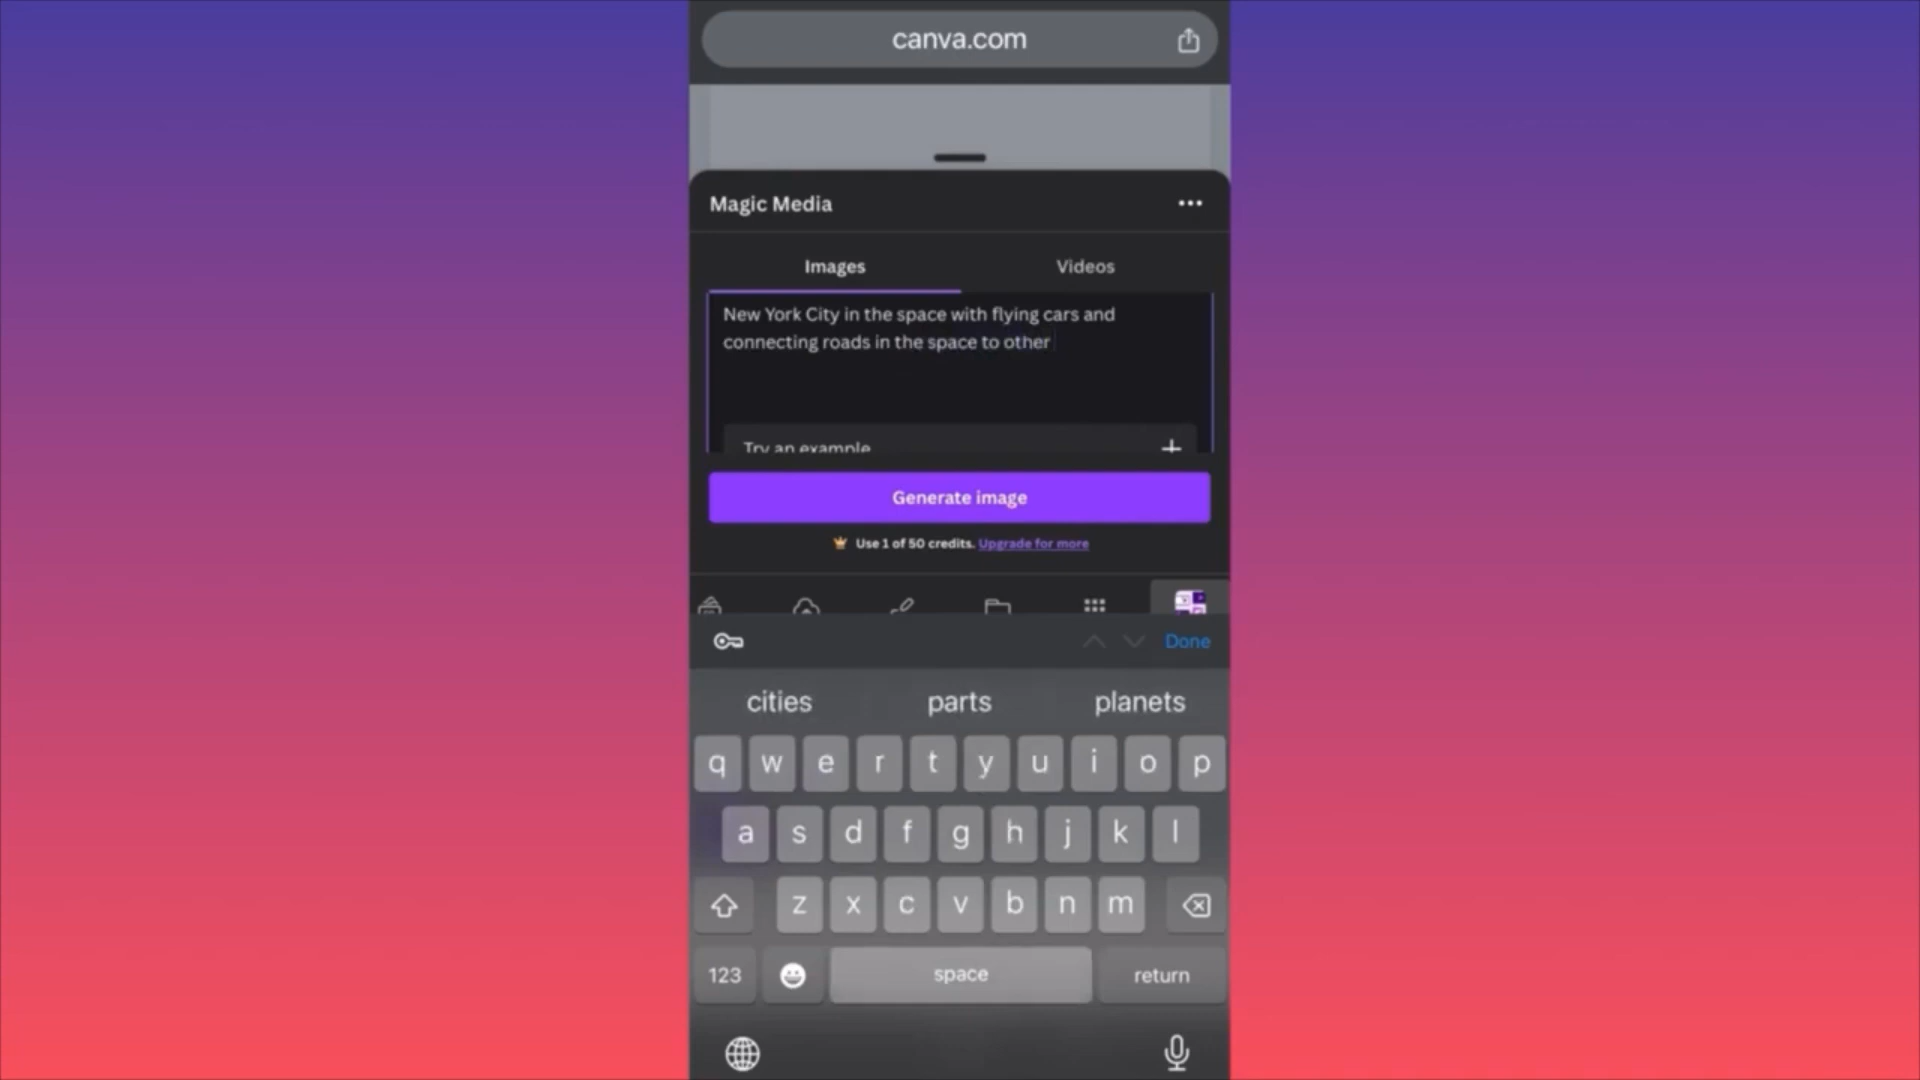 canva.com
Magic Media
Images
Videos
New York City in the space with flying cars and
connecting roads in the space to other
Try an example
Generate image
Use 1 of 50 credits. Upgrade for more
Done
cities
parts
planets
q w e r t y u i o p
a s d f g h j k l
z x c v b n m
123
space
return